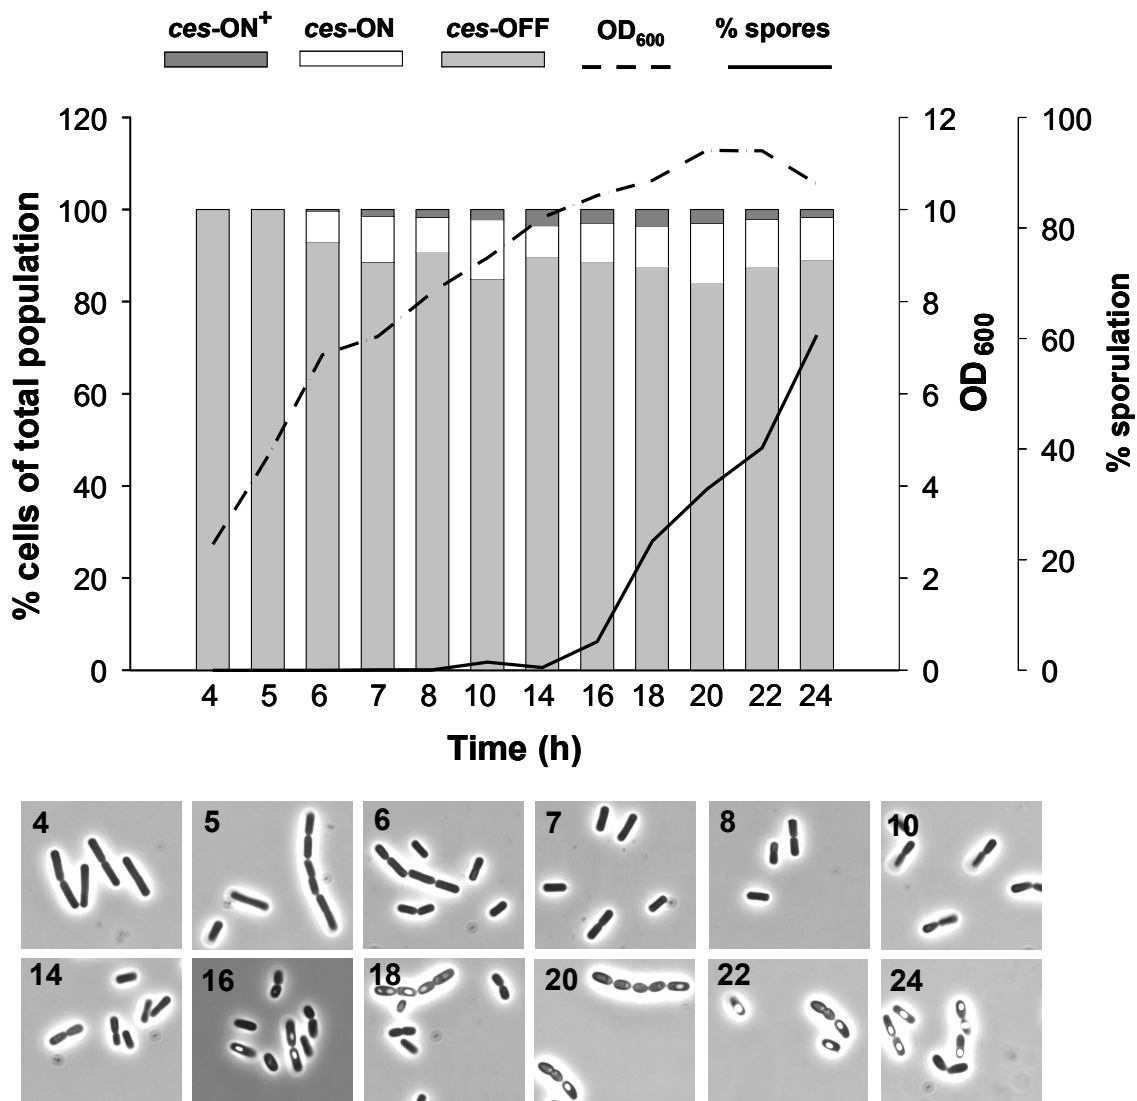 ces-ON+ ces-ON ces-OFF OD600 % spores
120 12 100
100 10 80
80 8 60
60 6 40
40 4 20
20 2 0
0 0
% cells of total population
OD600
% sporulation
4 5 6 7 8 10 14 16 18 20 22 24
Time (h)
4 5 6 7 8 10
14 16 18 20 22 24